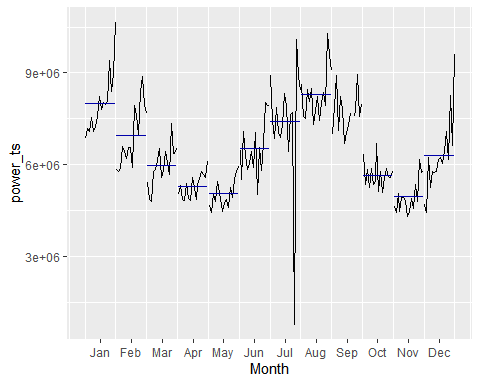 power_ts
9e+06
6e+06
3e+06
Jan Feb Mar Apr May Jun Jul Aug Sep Oct Nov Dec
Month